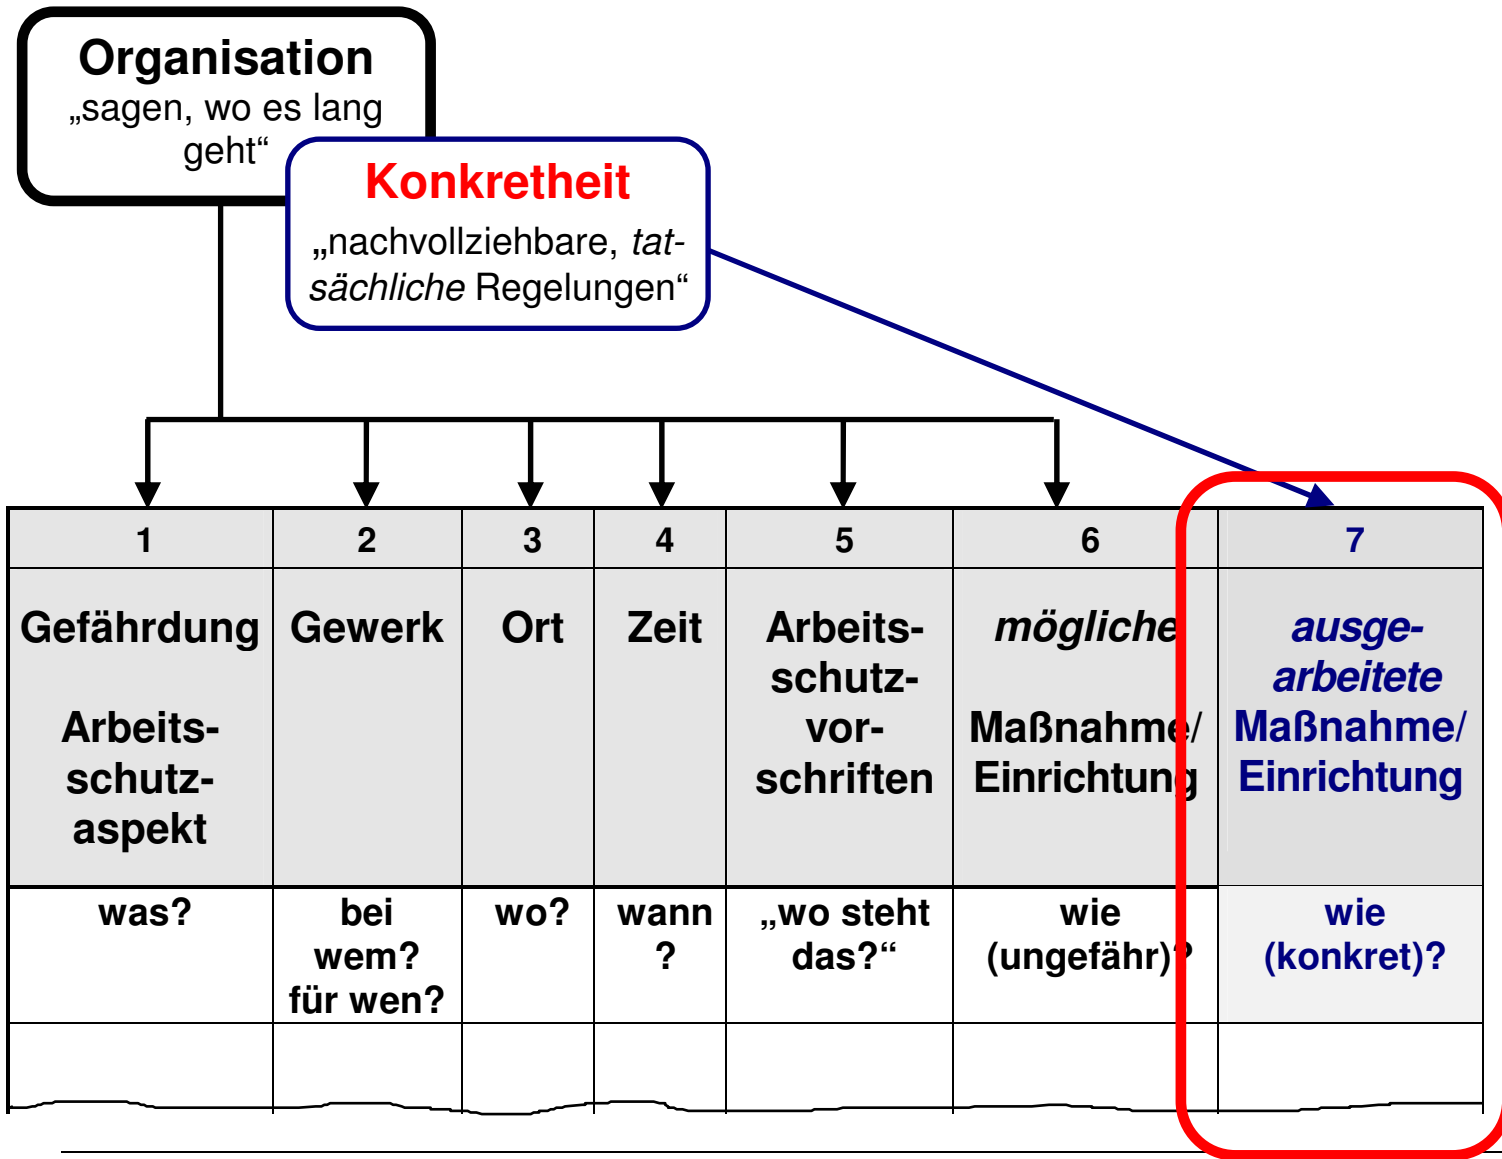 Organisation
„sagen, wo es lang
geht“
Konkretheit
„nachvollziehbare, tat-
sächliche Regelungen“
1
2
3
4
5
6
7
Gefährdung
Arbeits-
schutz-
aspekt
Gewerk
Ort
Zeit
Arbeits-
schutz-
vor-
schriften
mögliche
Maßnahme/
Einrichtung
ausge-
arbeitete
Maßnahme/
Einrichtung
was?
bei
wem?
für wen?
wo?
wann
?
„wo steht
das?“
wie
(ungefähr)?
wie
(konkret)?